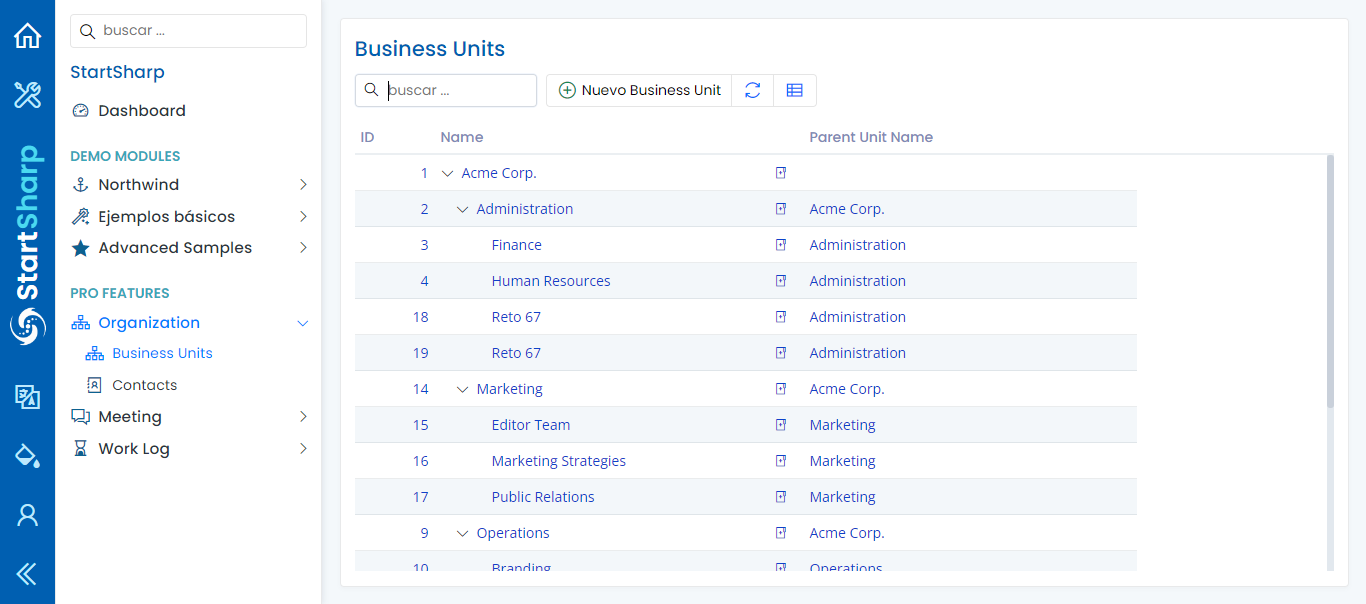 StartSharp
buscar ...
StartSharp
Dashboard
DEMO MODULES
Northwind
Ejemplos básicos
Advanced Samples
PRO FEATURES
Organization
Business Units
Contacts
Meeting
Work Log
Business Units
buscar ...
Nuevo Business Unit
ID Name Parent Unit Name
1 Acme Corp.
2 Administration Acme Corp.
3 Finance Administration
4 Human Resources Administration
18 Reto 67 Administration
19 Reto 67 Administration
14 Marketing Acme Corp.
15 Editor Team Marketing
16 Marketing Strategies Marketing
17 Public Relations Marketing
9 Operations Acme Corp.
10 Branding Operations